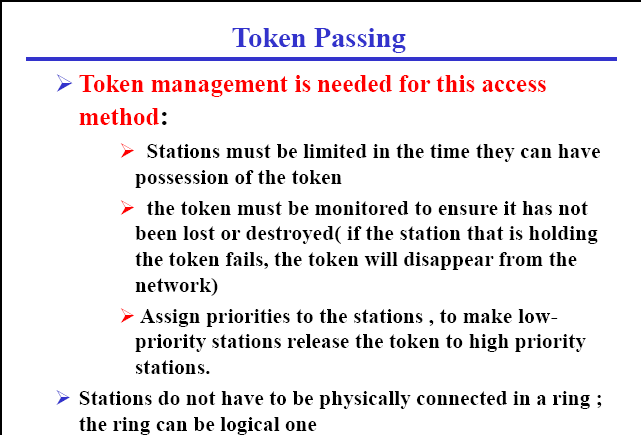 Token Passing
Token management is needed for this access
method:
Stations must be limited in the time they can have
possession of the token
the token must be monitored to ensure it has not
been lost or destroyed( if the station that is holding
the token fails, the token will disappear from the
network)
Assign priorities to the stations , to make low-
priority stations release the token to high priority
stations.
Stations do not have to be physically connected in a ring ;
the ring can be logical one